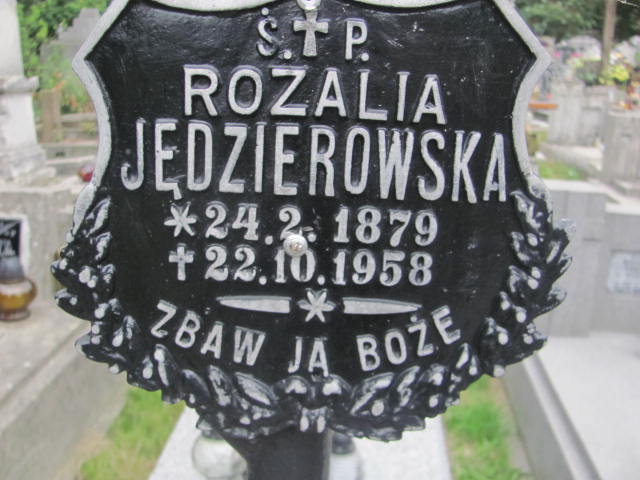 Ś. ✝ P.
ROZALIA
JĘDZIEROWSKA
* 24.2. 1879
✝ 22.10.1958
ZBAW JĄ BOŻE